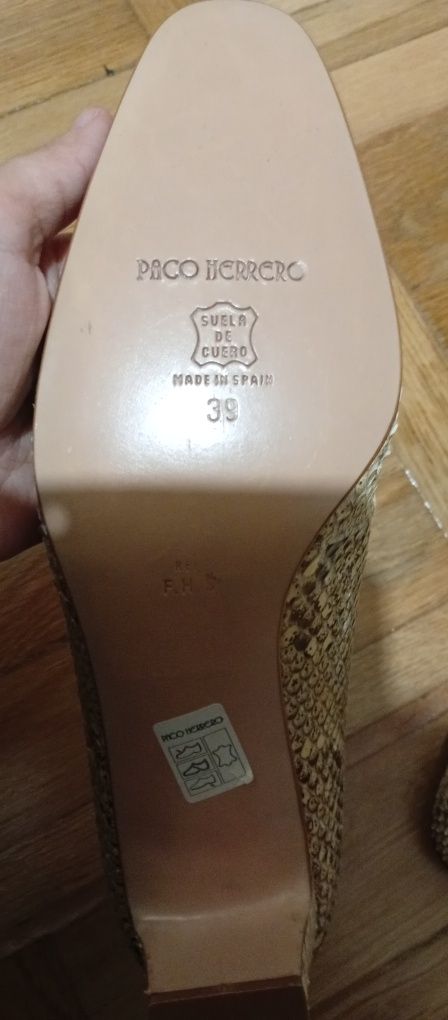 PACO HERRERO
SUELA
DE
CUERO
MADE IN SPAIN
39
F.H
PACO HERRERO